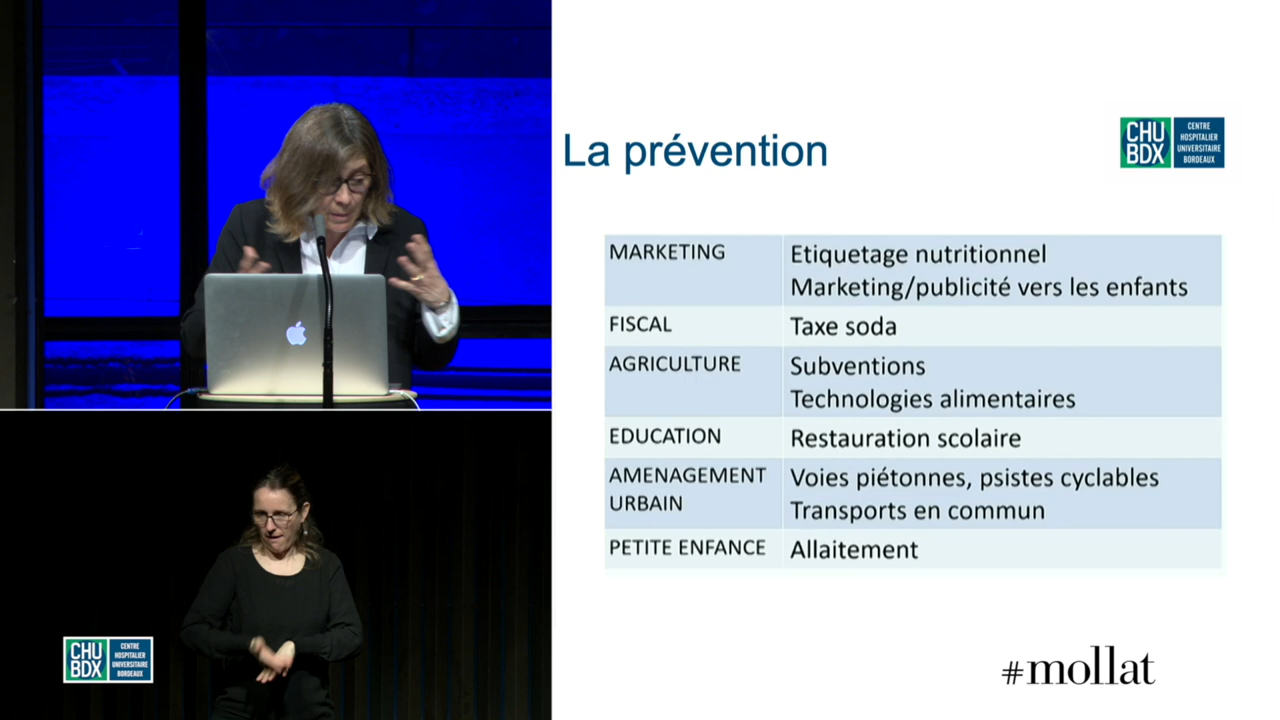 La prévention
CHU
BDX
CENTRE
HOSPITALIER
UNIVERSITAIRE
BORDEAUX
MARKETING
Etiquetage nutritionnel
Marketing/publicité vers les enfants
FISCAL
Taxe soda
AGRICULTURE
Subventions
Technologies alimentaires
EDUCATION
Restauration scolaire
AMENAGEMENT
URBAIN
Voies piétonnes, psistes cyclables
Transports en commun
PETITE ENFANCE
Allaitement
CHU
BDX
CENTRE
HOSPITALIER
UNIVERSITAIRE
BORDEAUX
#mollat